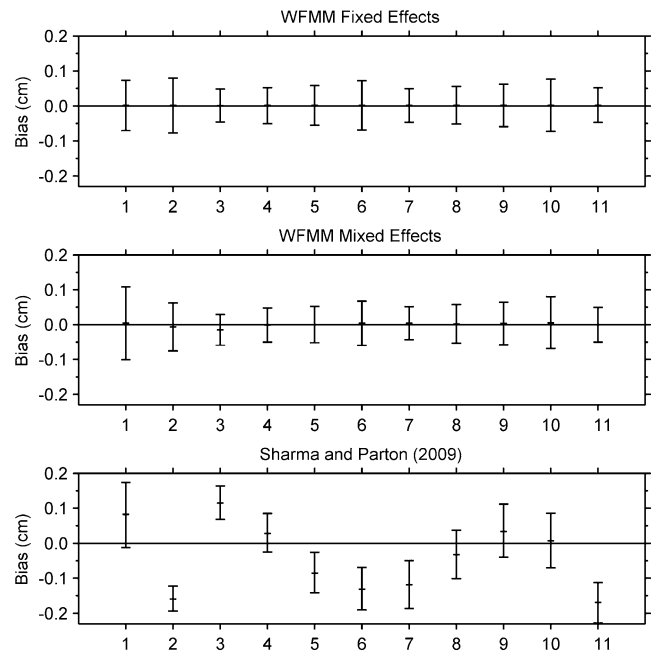 WFMM Fixed Effects
0.2
0.1
0.0
-0.1
-0.2
Bias (cm)
1 2 3 4 5 6 7 8 9 10 11
WFMM Mixed Effects
0.2
0.1
0.0
-0.1
-0.2
Bias (cm)
1 2 3 4 5 6 7 8 9 10 11
Sharma and Parton (2009)
0.2
0.1
0.0
-0.1
-0.2
Bias (cm)
1 2 3 4 5 6 7 8 9 10 11